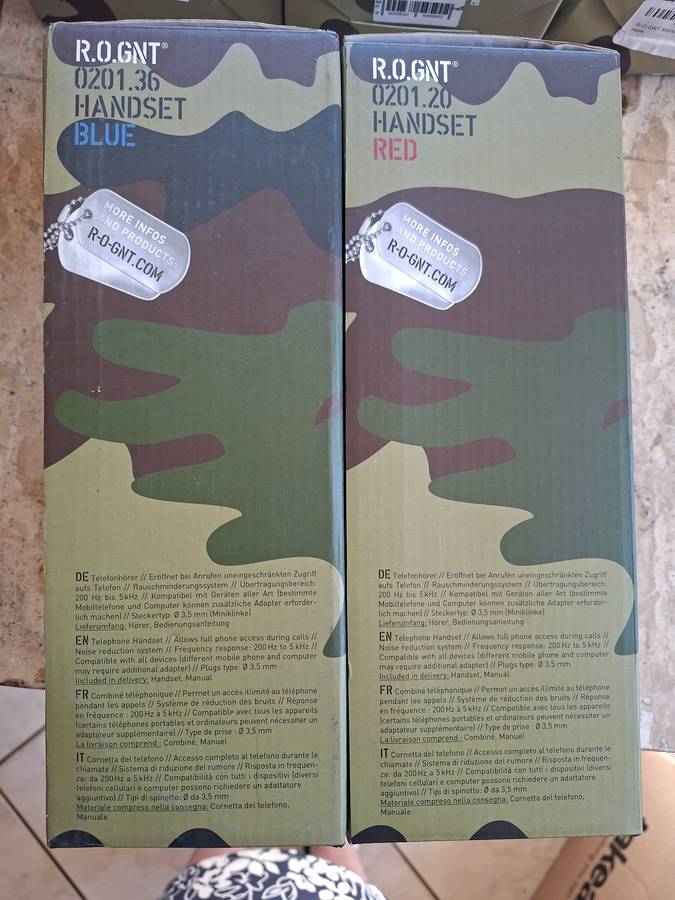 R.O.GNT®
0201.36
HANDSET
BLUE
MORE INFOS
AND PRODUCTS:
R-O-GNT.COM
DE Telefonhörer // Eröffnet bei Anrufen uneingeschränkten Zugriff
aufs Telefon // Rauschminderungssystem // Übertragungsbereich:
200 Hz bis 5 kHz // Kompatibel mit Geräten aller Art (bestimmte
Mobiltelefone und Computer können zusätzliche Adapter erforder-
lich machen) // Steckertyp: Ø 3,5 mm (Miniklinke)
Lieferumfang: Hörer, Bedienungsanleitung
EN Telephone Handset // Allows full phone access during calls //
Noise reduction system // Frequency response: 200 Hz to 5 kHz //
Compatible with all devices (different mobile phone and computer
may require additional adapter) // Plugs type: Ø 3.5 mm
Included in delivery: Handset, Manual
FR Combiné téléphonique // Permet un accès illimité au téléphone
pendant les appels // Système de réduction des bruits // Réponse
en fréquence : 200 Hz à 5 kHz // Compatible avec tous les appareils
(certains téléphones portables et ordinateurs peuvent nécessiter un
adaptateur supplémentaire) // Type de prise : Ø 3,5 mm
La livraison comprend : Combiné, Manuel
IT Cornetta del telefono // Accesso completo al telefono durante le
chiamate // Sistema di riduzione del rumore // Risposta in frequen-
za: da 200 Hz a 5 kHz // Compatibilità con tutti i dispositivi (diversi
telefoni cellulari e computer possono richiedere un adattatore
aggiuntivo) // Tipi di spinotto: Ø da 3,5 mm
Materiale compreso nella consegna: Cornetta del telefono,
Manuale
R.O.GNT®
0201.20
HANDSET
RED
MORE INFOS
AND PRODUCTS:
R-O-GNT.COM
DE Telefonhörer // Eröffnet bei Anrufen uneingeschränkten Zugriff
aufs Telefon // Rauschminderungssystem // Übertragungsbereich:
200 Hz bis 5 kHz // Kompatibel mit Geräten aller Art (bestimmte
Mobiltelefone und Computer können zusätzliche Adapter erforder-
lich machen) // Steckertyp: Ø 3,5 mm (Miniklinke)
Lieferumfang: Hörer, Bedienungsanleitung
EN Telephone Handset // Allows full phone access during calls //
Noise reduction system // Frequency response: 200 Hz to 5 kHz //
Compatible with all devices (different mobile phone and computer
may require additional adapter) // Plugs type: Ø 3.5 mm
Included in delivery: Handset, Manual
FR Combiné téléphonique // Permet un accès illimité au téléphone
pendant les appels // Système de réduction des bruits // Réponse
en fréquence : 200 Hz à 5 kHz // Compatible avec tous les appareils
(certains téléphones portables et ordinateurs peuvent nécessiter un
adaptateur supplémentaire) // Type de prise : Ø 3,5 mm
La livraison comprend : Combiné, Manuel
IT Cornetta del telefono // Accesso completo al telefono durante le
chiamate // Sistema di riduzione del rumore // Risposta in frequen-
za: da 200 Hz a 5 kHz // Compatibilità con tutti i dispositivi (diversi
telefoni cellulari e computer possono richiedere un adattatore
aggiuntivo) // Tipi di spinotto: Ø da 3,5 mm
Materiale compreso nella consegna: Cornetta del telefono,
Manuale